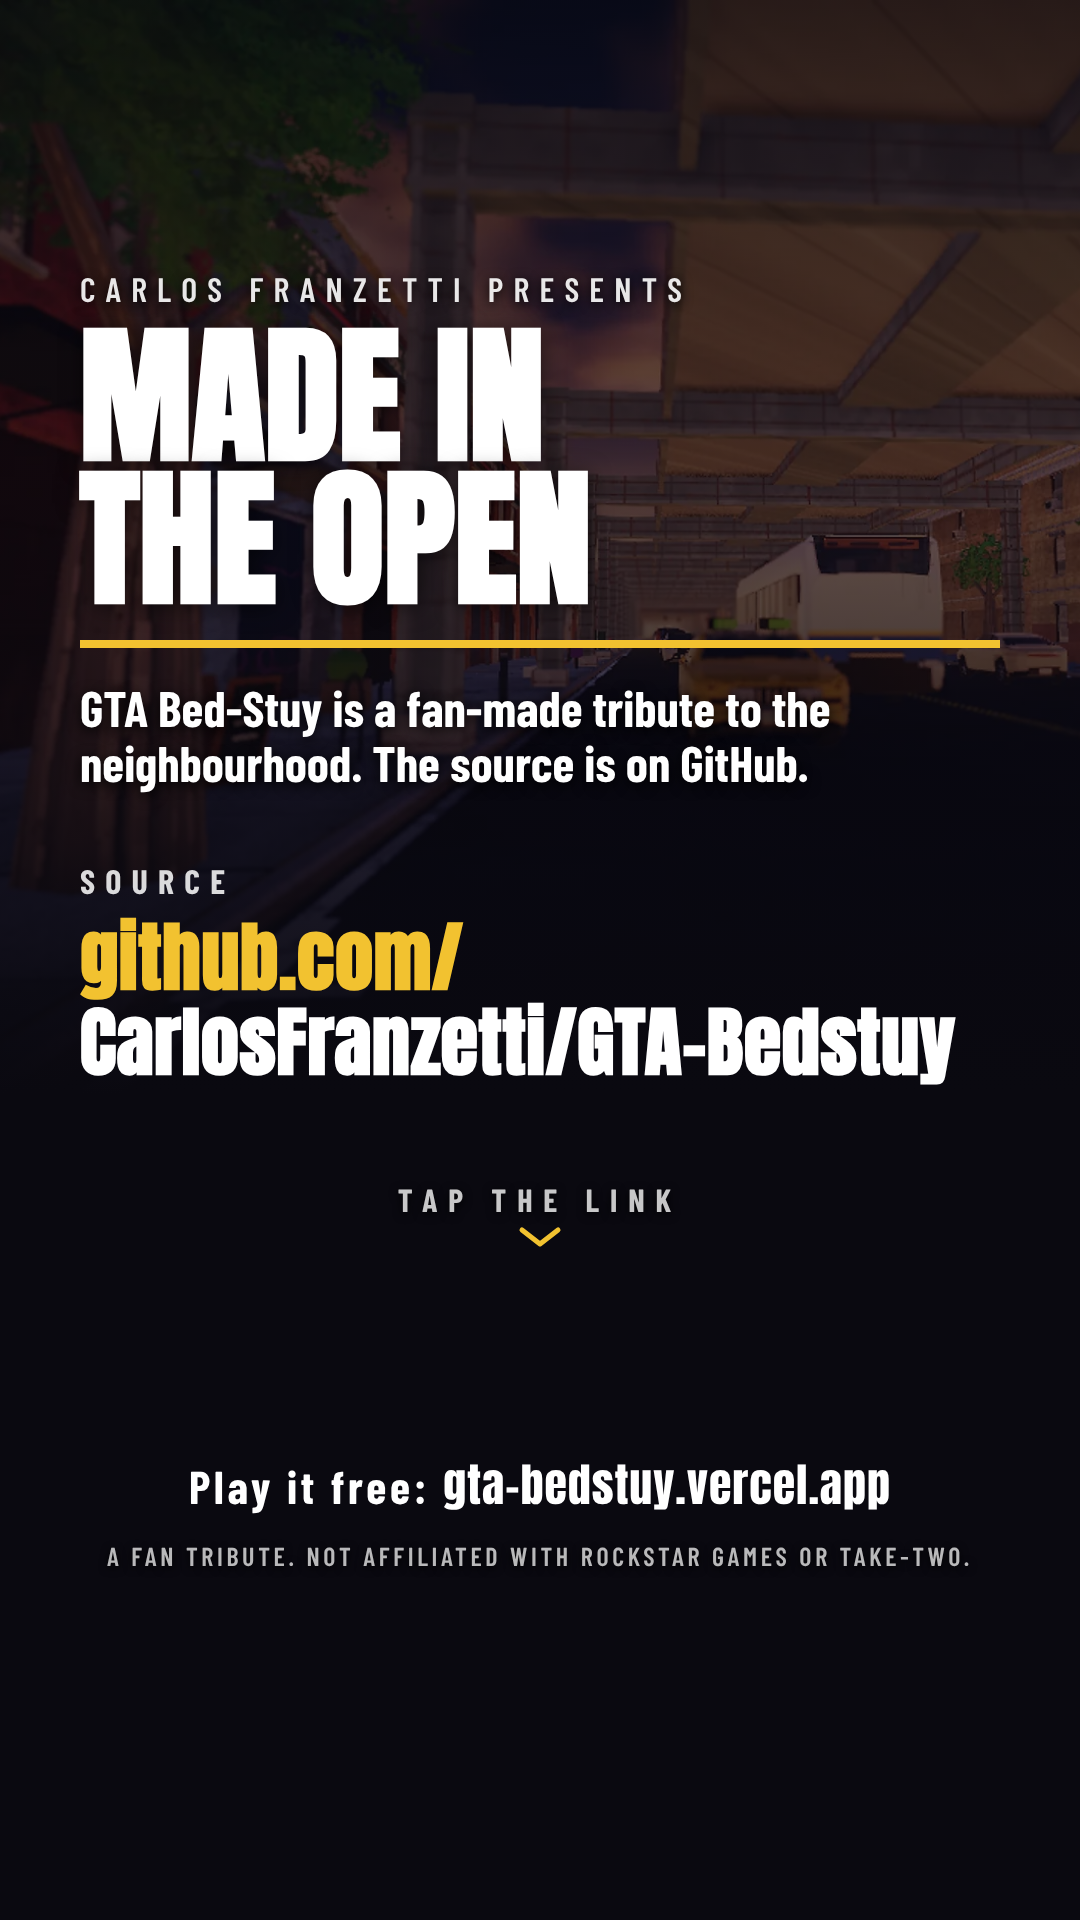 CARLOS FRANZETTI PRESENTS
MADE IN
THE OPEN
GTA Bed-Stuy is a fan-made tribute to the
neighbourhood. The source is on GitHub.
SOURCE
github.com/
CarlosFranzetti/GTA-Bedstuy
TAP THE LINK
Play it free: gta-bedstuy.vercel.app
A FAN TRIBUTE. NOT AFFILIATED WITH ROCKSTAR GAMES OR TAKE-TWO.